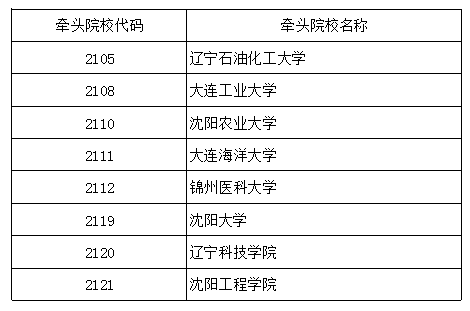 牵头院校代码 牵头院校名称
2105 辽宁石油化工大学
2108 大连工业大学
2110 沈阳农业大学
2111 大连海洋大学
2112 锦州医科大学
2119 沈阳大学
2120 辽宁科技学院
2121 沈阳工程学院